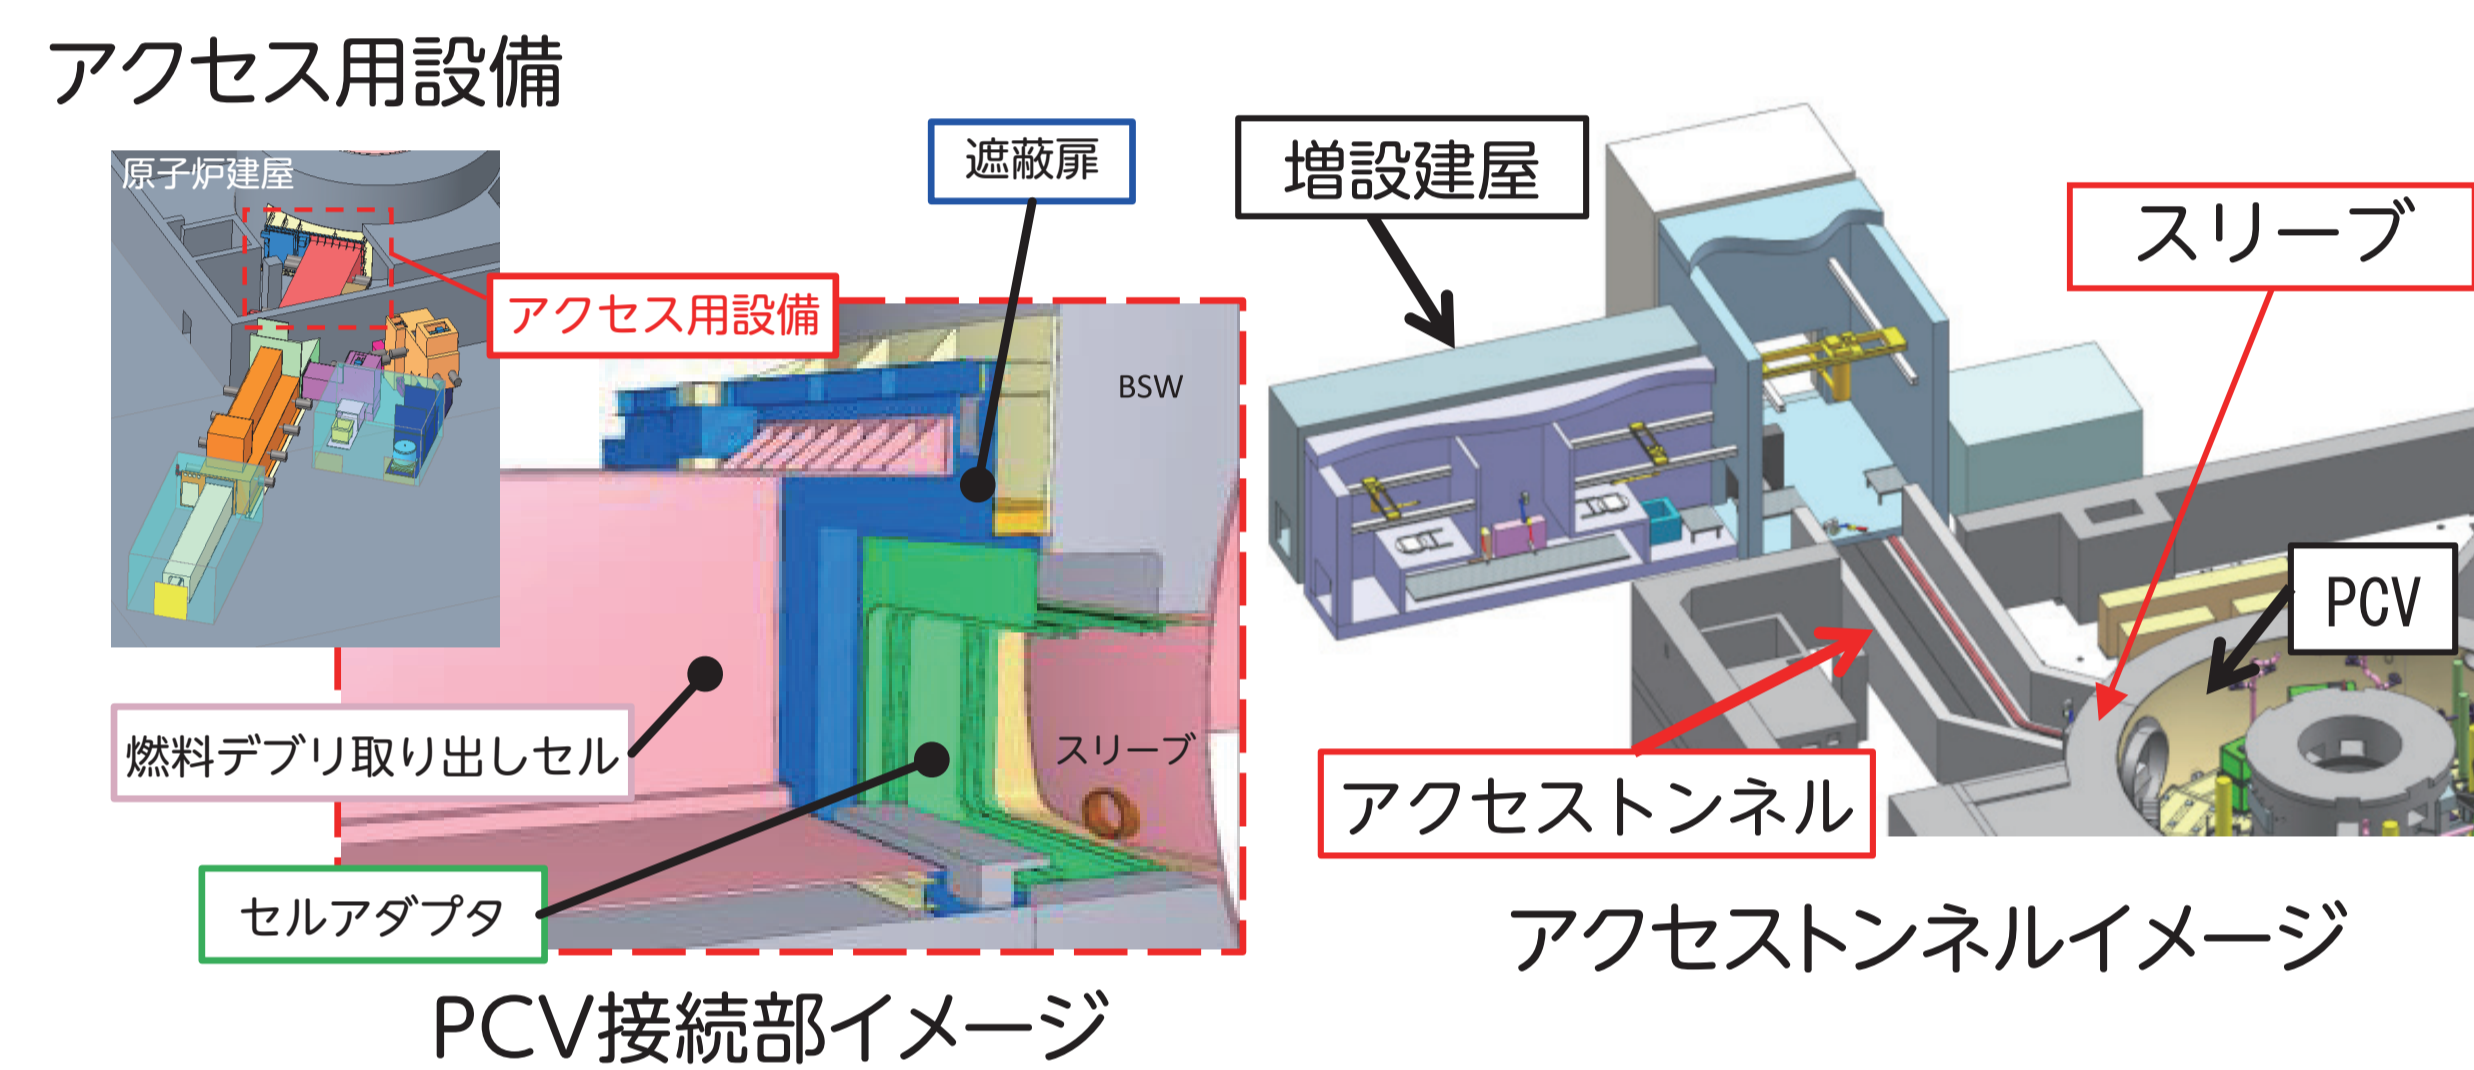 アクセス用設備
原子炉建屋
アクセス用設備
遮蔽扉
BSW
燃料デブリ取り出しセル
スリーブ
セルアダプタ
PCV接続部イメージ
増設建屋
スリーブ
PCV
アクセストンネル
アクセストンネルイメージ